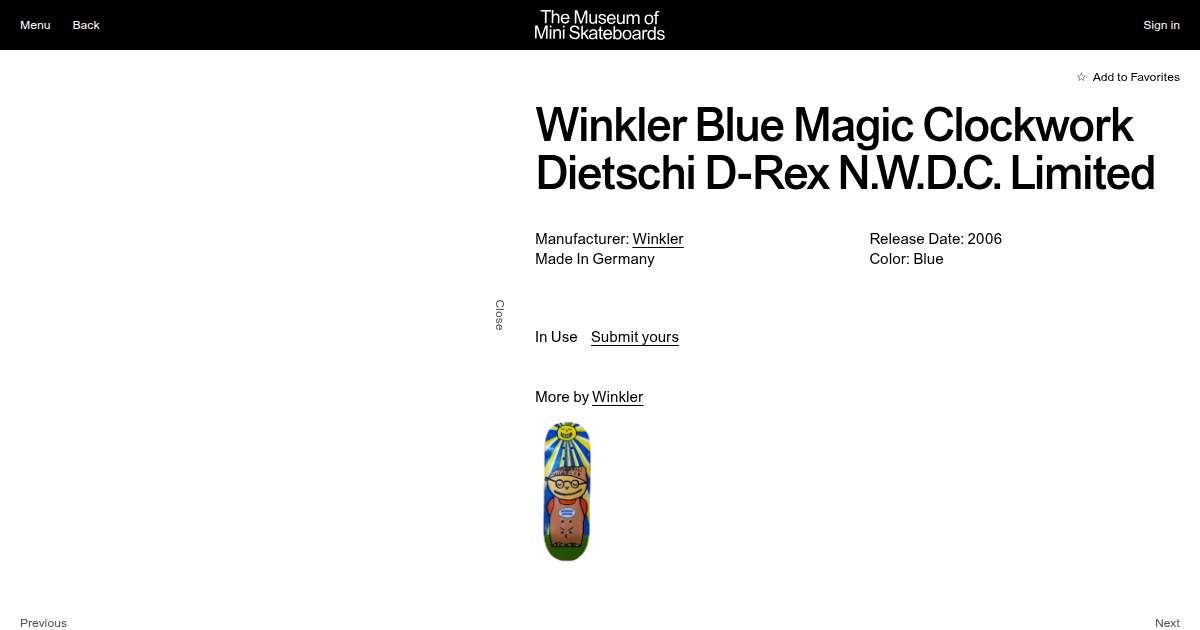 Menu
Back
The Museum of
Mini Skateboards
Sign in
☆ Add to Favorites
Winkler Blue Magic Clockwork
Dietschi D-Rex N.W.D.C. Limited
Manufacturer: Winkler
Made In Germany
Release Date: 2006
Color: Blue
Close
In Use
Submit yours
More by Winkler
Previous
Next